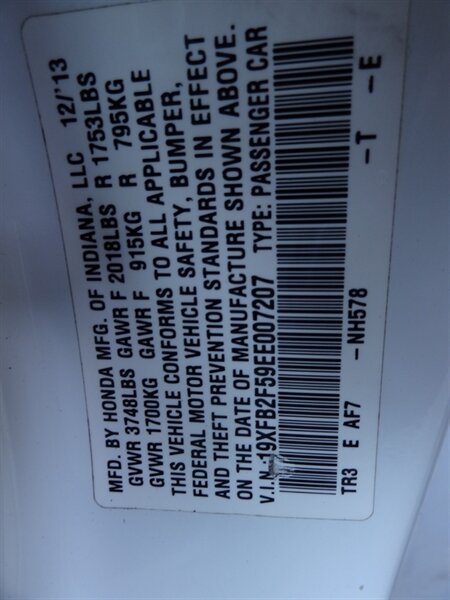 MFD. BY HONDA MFG. OF INDIANA, LLC 12/'13
GVWR 3748LBS GAWR F 2018LBS R 1753LBS
GVWR 1700KG GAWR F 915KG R 795KG
THIS VEHICLE CONFORMS TO ALL APPLICABLE
FEDERAL MOTOR VEHICLE SAFETY, BUMPER,
AND THEFT PREVENTION STANDARDS IN EFFECT
ON THE DATE OF MANUFACTURE SHOWN ABOVE.
V.I.N. 19XFB2F59EE007207 TYPE: PASSENGER CAR
TR3 E AF7 -NH578 -T -E